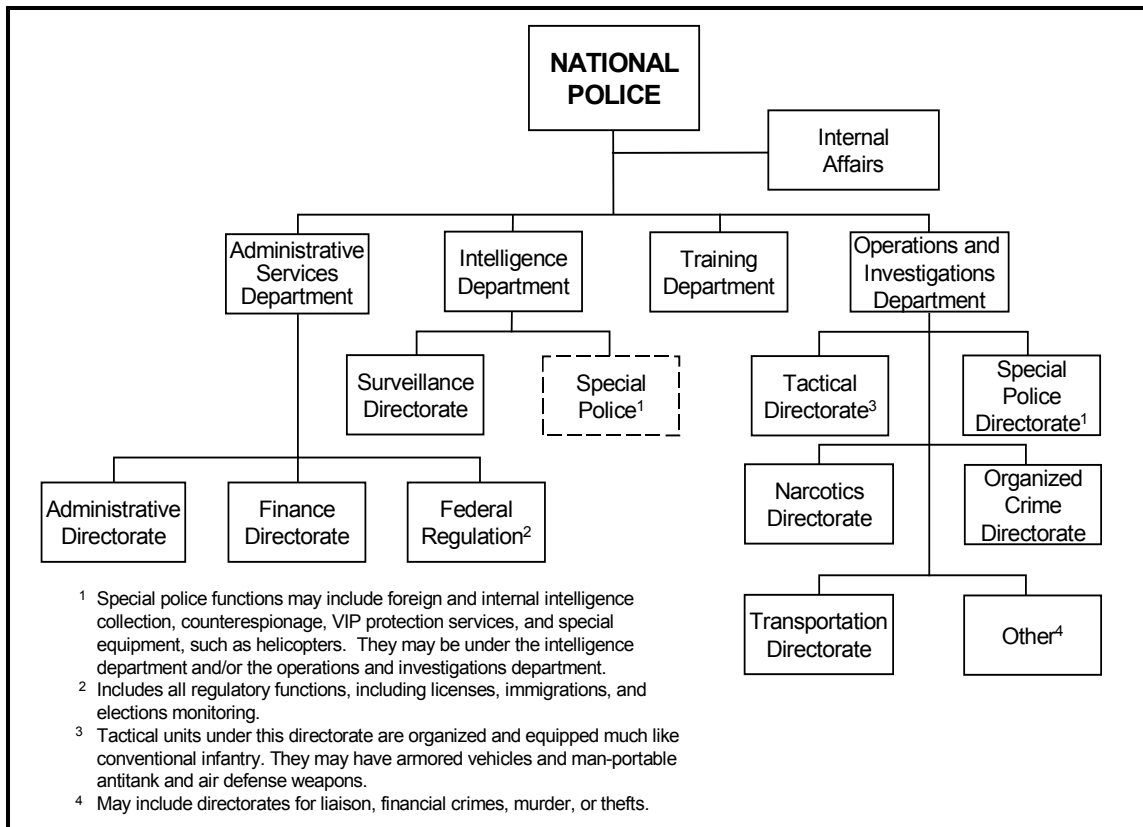 NATIONAL
POLICE
Internal
Affairs
Administrative
Services
Department
Intelligence
Department
Training
Department
Operations and
Investigations
Department
Surveillance
Directorate
Special
Police¹
Tactical
Directorate³
Special
Police
Directorate¹
Administrative
Directorate
Finance
Directorate
Federal
Regulation²
Narcotics
Directorate
Organized
Crime
Directorate
Transportation
Directorate
Other⁴
¹ Special police functions may include foreign and internal intelligence
collection, counterespionage, VIP protection services, and special
equipment, such as helicopters. They may be under the intelligence
department and/or the operations and investigations department.
² Includes all regulatory functions, including licenses, immigrations, and
elections monitoring.
³ Tactical units under this directorate are organized and equipped much like
conventional infantry. They may have armored vehicles and man-portable
antitank and air defense weapons.
⁴ May include directorates for liaison, financial crimes, murder, or thefts.